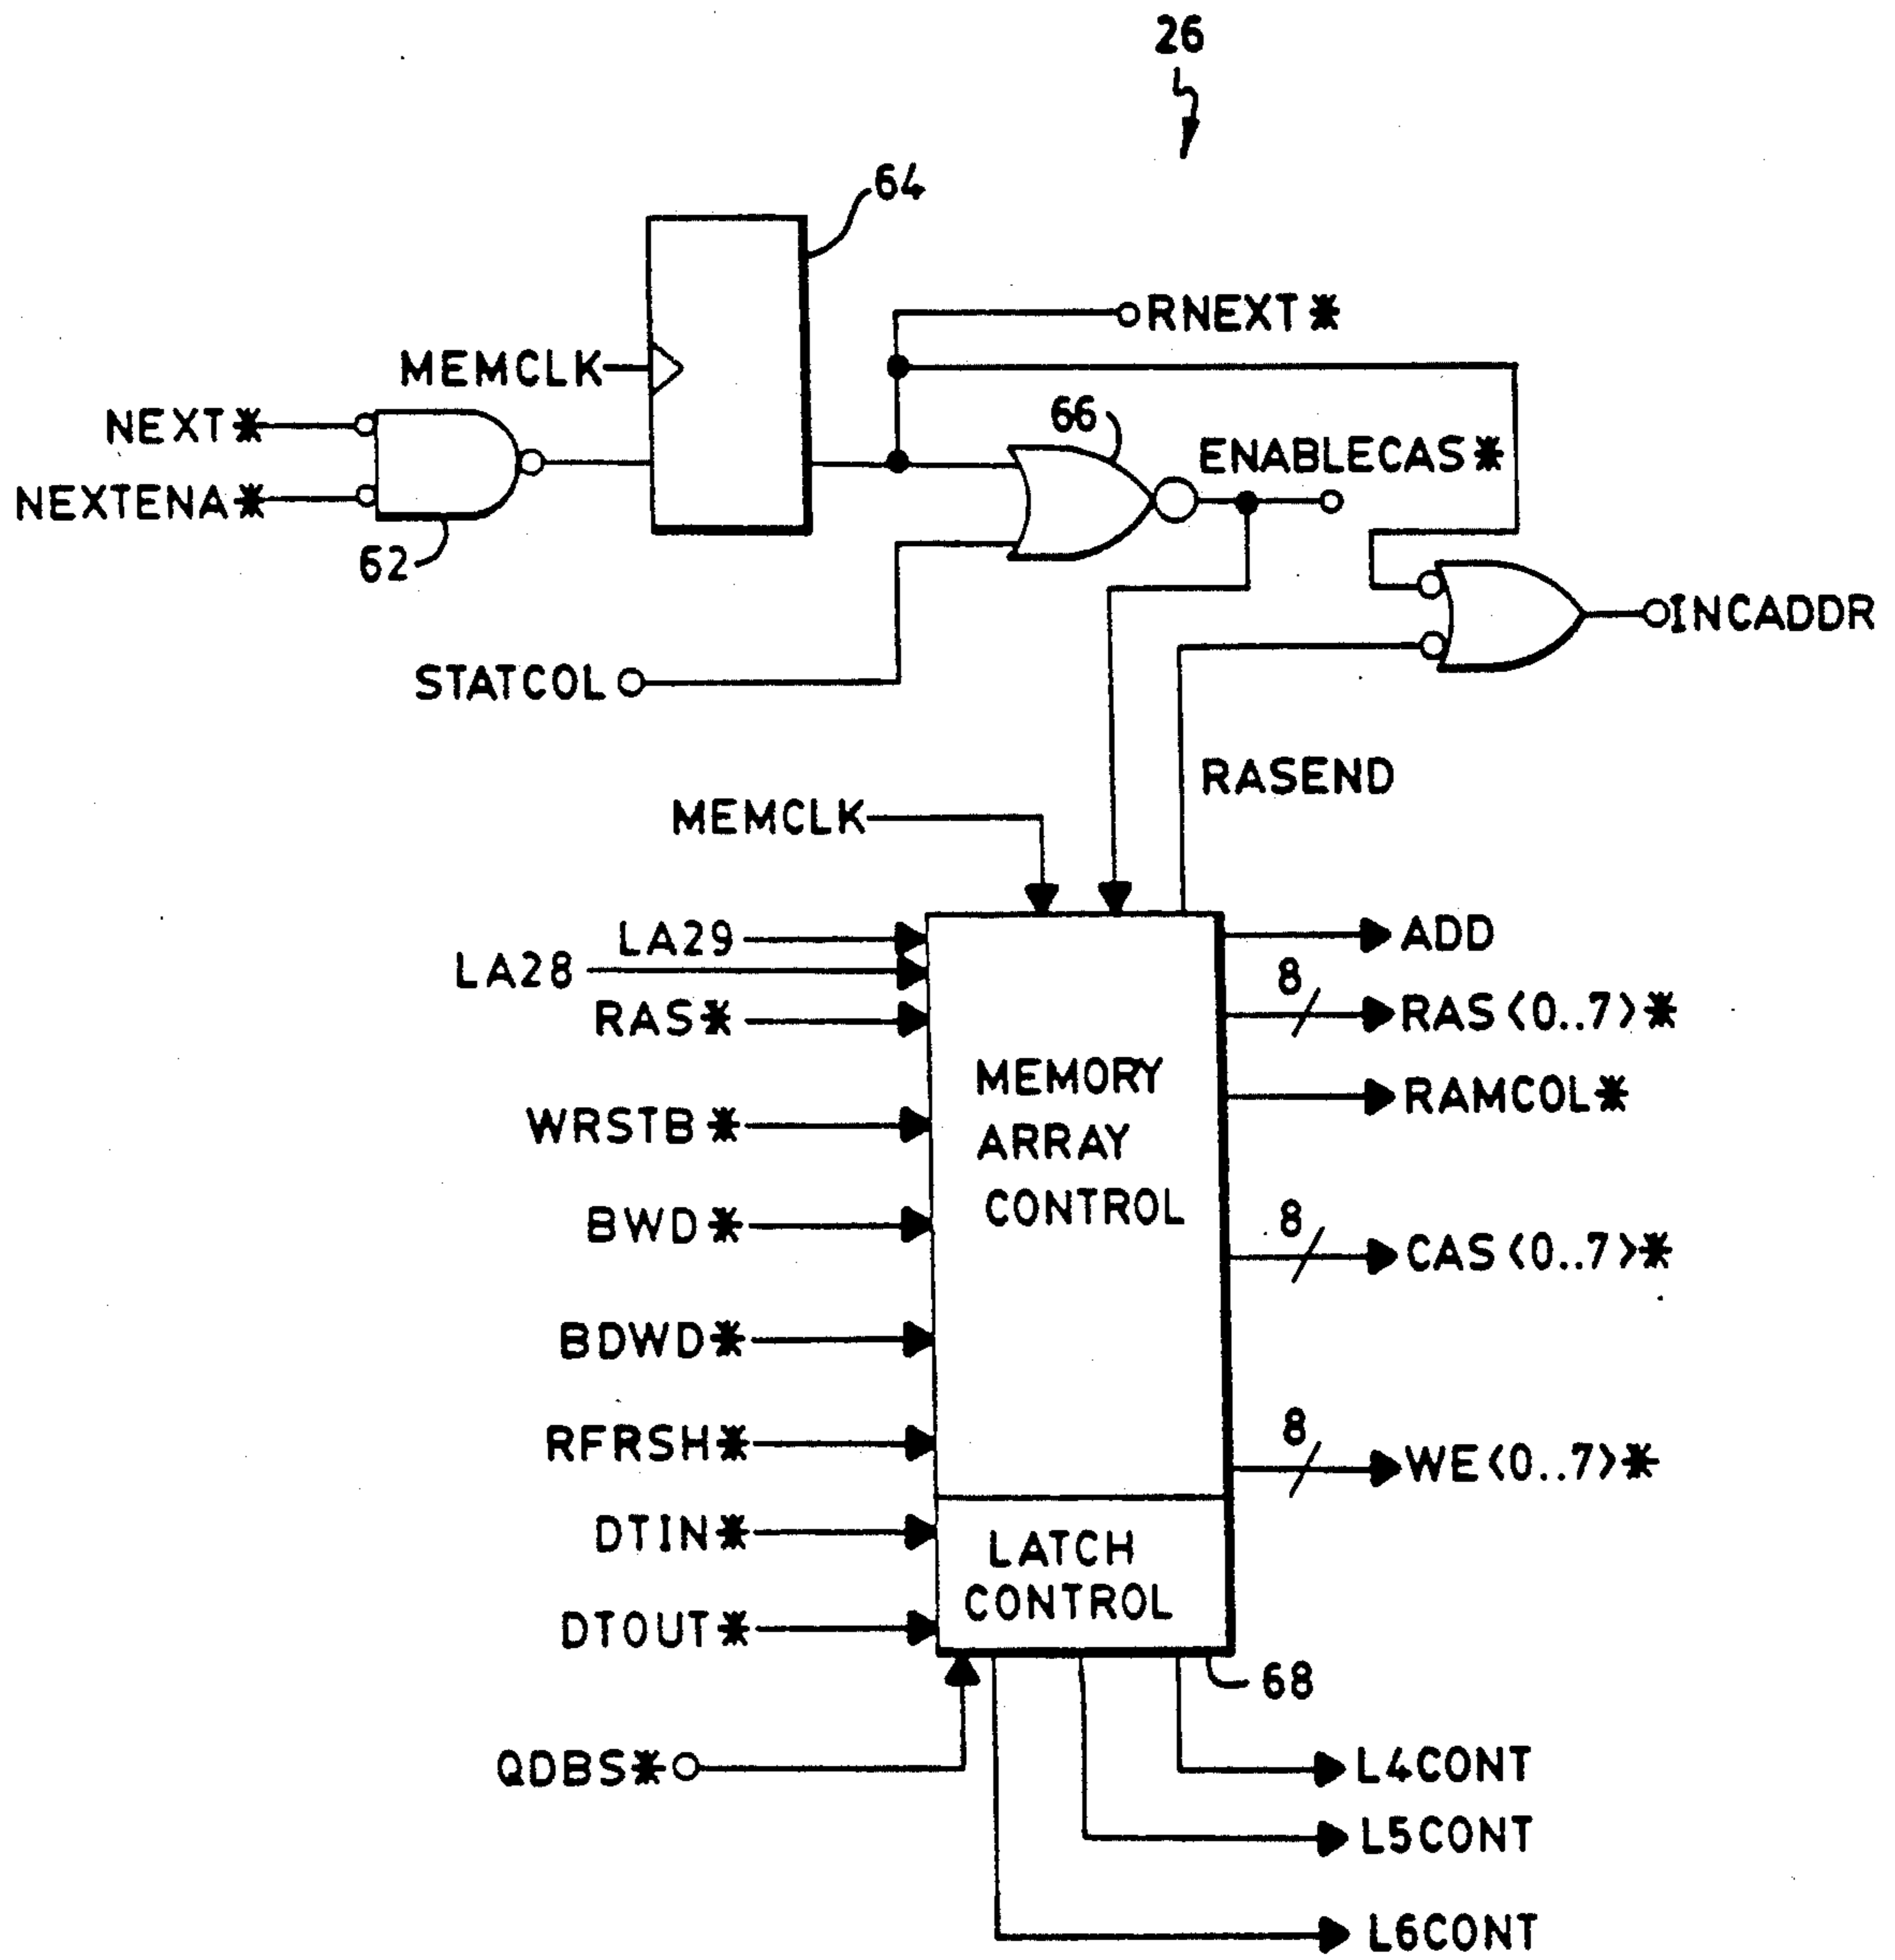 26
64
RNEXT*
MEMCLK
NEXT*
66
ENABLECAS*
NEXTENA*
62
INCADDR
STATCOL
RASEND
MEMCLK
LA29
ADD
LA28
8
RAS*
RAS<0..7>*
MEMORY
ARRAY
CONTROL
RAMCOL*
WRSTB*
BWD*
8
CAS<0..7>*
BDWD*
RFRSH*
8
WE<0..7>*
DTIN*
LATCH
CONTROL
DTOUT*
68
QDBS*
L4CONT
L5CONT
L6CONT